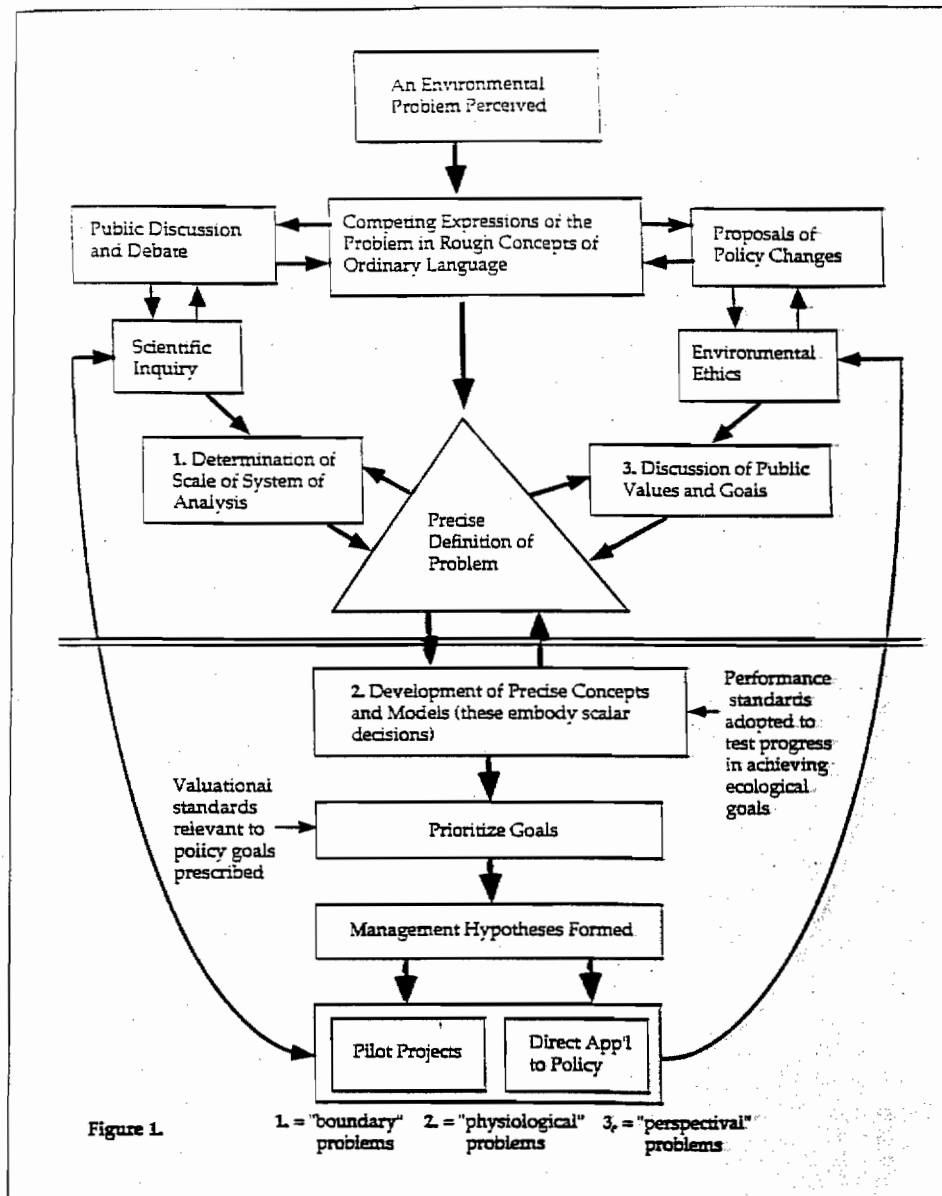 An Environmental
Problem Perceived
Public Discussion
and Debate
Competing Expressions of the
Problem in Rough Concepts of
Ordinary Language
Proposals of
Policy Changes
Scientific
Inquiry
Environmental
Ethics
1. Determination of
Scale of System of
Analysis
3. Discussion of Public
Values and Goals
Precise
Definition of
Problem
2. Development of Precise Concepts
and Models (these embody scalar
decisions)
Performance
standards
adopted to
test progress
in achieving
ecological
goals
Valuational
standards
relevant to
policy goals
prescribed
Prioritize Goals
Management Hypotheses Formed
Pilot Projects
Direct App'l
to Policy
Figure 1.
1. = "boundary"
problems
2. = "physiological"
problems
3. = "perspectival"
problems